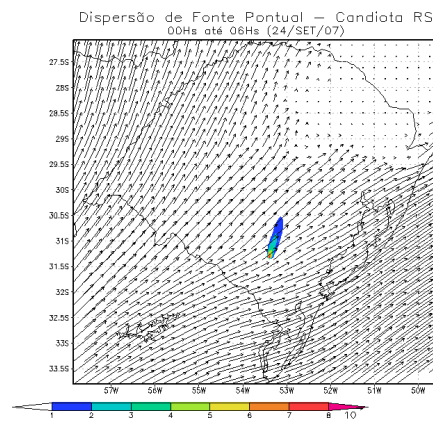 Dispersão de Fonte Pontual – Candiota RS
00Hs até 06Hs (24/SET/07)
27.5S
28S
28.5S
29S
29.5S
30S
30.5S
31S
31.5S
32S
32.5S
33S
33.5S
57W 56W 55W 54W 53W 52W 51W 50W
1 2 3 4 5 6 7 8 10